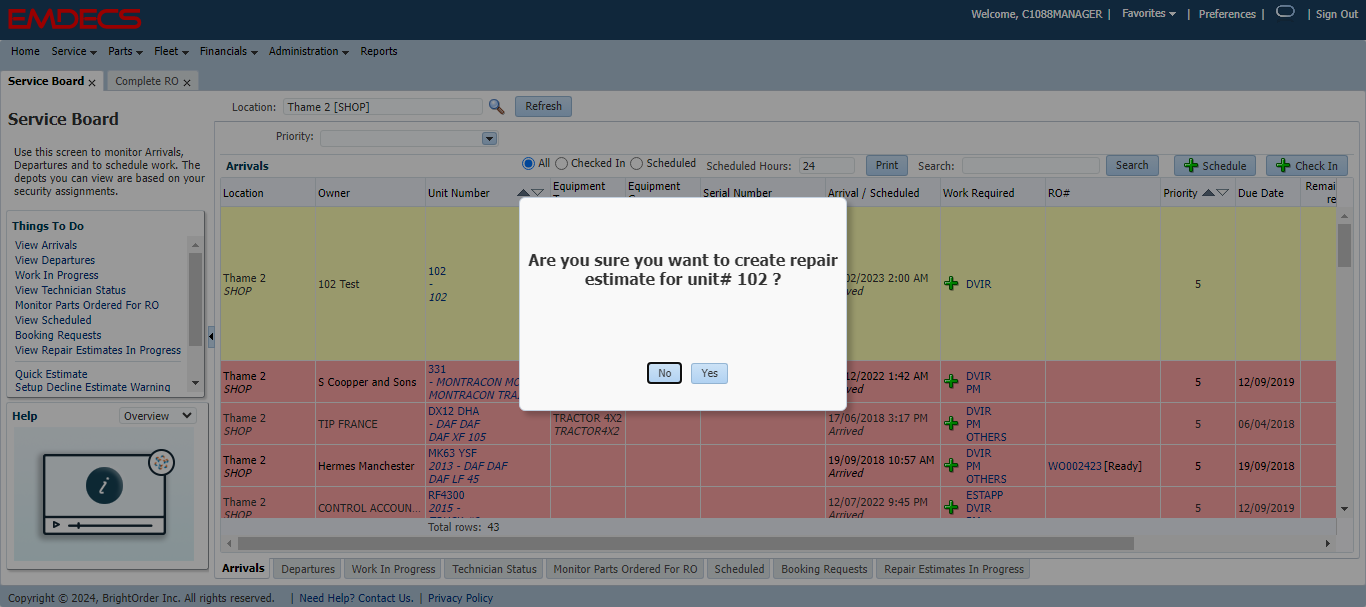 EMDECS
Welcome, C1088MANAGER | Favorites | Preferences | | Sign Out
Home Service Parts Fleet Financials Administration Reports
Service Board x Complete RO x
Service Board
Use this screen to monitor Arrivals,
Departures and to schedule work. The
depots you can view are based on your
security assignments.
Things To Do
View Arrivals
View Departures
Work In Progress
View Technician Status
Monitor Parts Ordered For RO
View Scheduled
Booking Requests
View Repair Estimates In Progress
Quick Estimate
Setup Decline Estimate Warning
Help Overview
Location: Thame 2 [SHOP] Refresh
Priority:
Arrivals All Checked In Scheduled Scheduled Hours: 24 Print Search: Search Schedule Check In
Location Owner Unit Number Equipment Equipment Serial Number Arrival / Scheduled Work Required RO# Priority Due Date Remai
re
Are you sure you want to create repair
estimate for unit# 102 ?
No Yes
Thame 2
SHOP
102 Test
102
-
102
02/2023 2:00 AM
ved
DVIR
5
Thame 2
SHOP
S Coopper and Sons
331
- MONTRACON MO
MONTRACON TRA
12/2022 1:42 AM
ved
DVIR
PM
5
12/09/2019
Thame 2
SHOP
TIP FRANCE
DX12 DHA
- DAF DAF
DAF XF 105
TRACTOR 4X2
TRACTOR4X2
17/06/2018 3:17 PM
Arrived
DVIR
PM
OTHERS
5
06/04/2018
Thame 2
SHOP
Hermes Manchester
MK63 YSF
2013 - DAF DAF
DAF LF 45
19/09/2018 10:57 AM
Arrived
DVIR
PM
OTHERS
WO002423 [Ready]
5
19/09/2018
Thame 2
SHOP
CONTROL ACCOUN...
RF4300
2015 -
12/07/2022 9:45 PM
Arrived
ESTAPP
DVIR
5
12/09/2019
Total rows: 43
Arrivals Departures Work In Progress Technician Status Monitor Parts Ordered For RO Scheduled Booking Requests Repair Estimates In Progress
Copyright © 2024, BrightOrder Inc. All rights reserved. | Need Help? Contact Us. | Privacy Policy